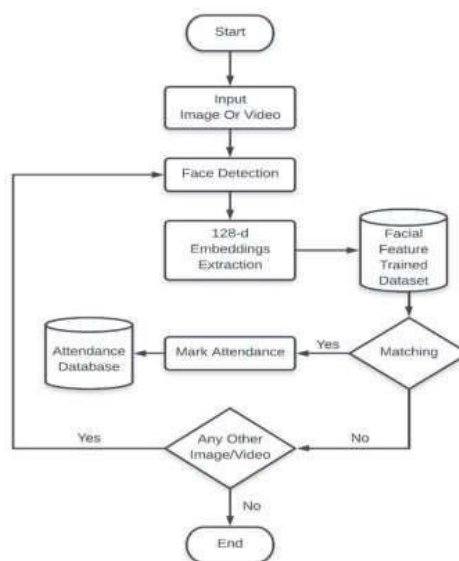 Start
Input
Image Or Video
Face Detection
128-d
Embeddings
Extraction
Facial
Feature
Trained
Dataset
Matching
Yes
Mark Attendance
Attendance
Database
No
Any Other
Image/Video
Yes
No
End